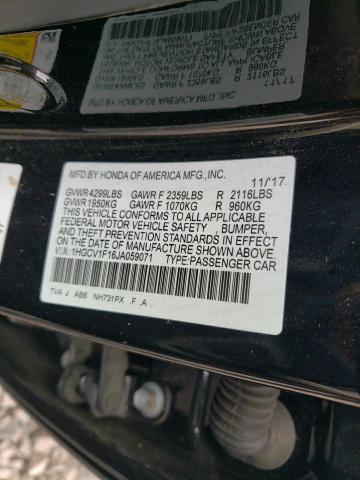 MFD BY HONDA OF AMERICA MFG.,INC.
11/'17
GVWR 4299LBS GAWR F 2359LBS R 2116LBS
GVWR 1950KG GAWR F 1070KG R 960KG
THIS VEHICLE CONFORMS TO ALL APPLICABLE
FEDERAL MOTOR VEHICLE SAFETY , BUMPER,
AND THEFT PREVENTION STANDARDS IN EFFECT
ON THE DATE OF MANUFACTURE SHOWN ABOVE.
V.I.N: 1HGCV1F16JA059071 TYPE:PASSENGER CAR
TVA J AB6 NH731PX .F .A .